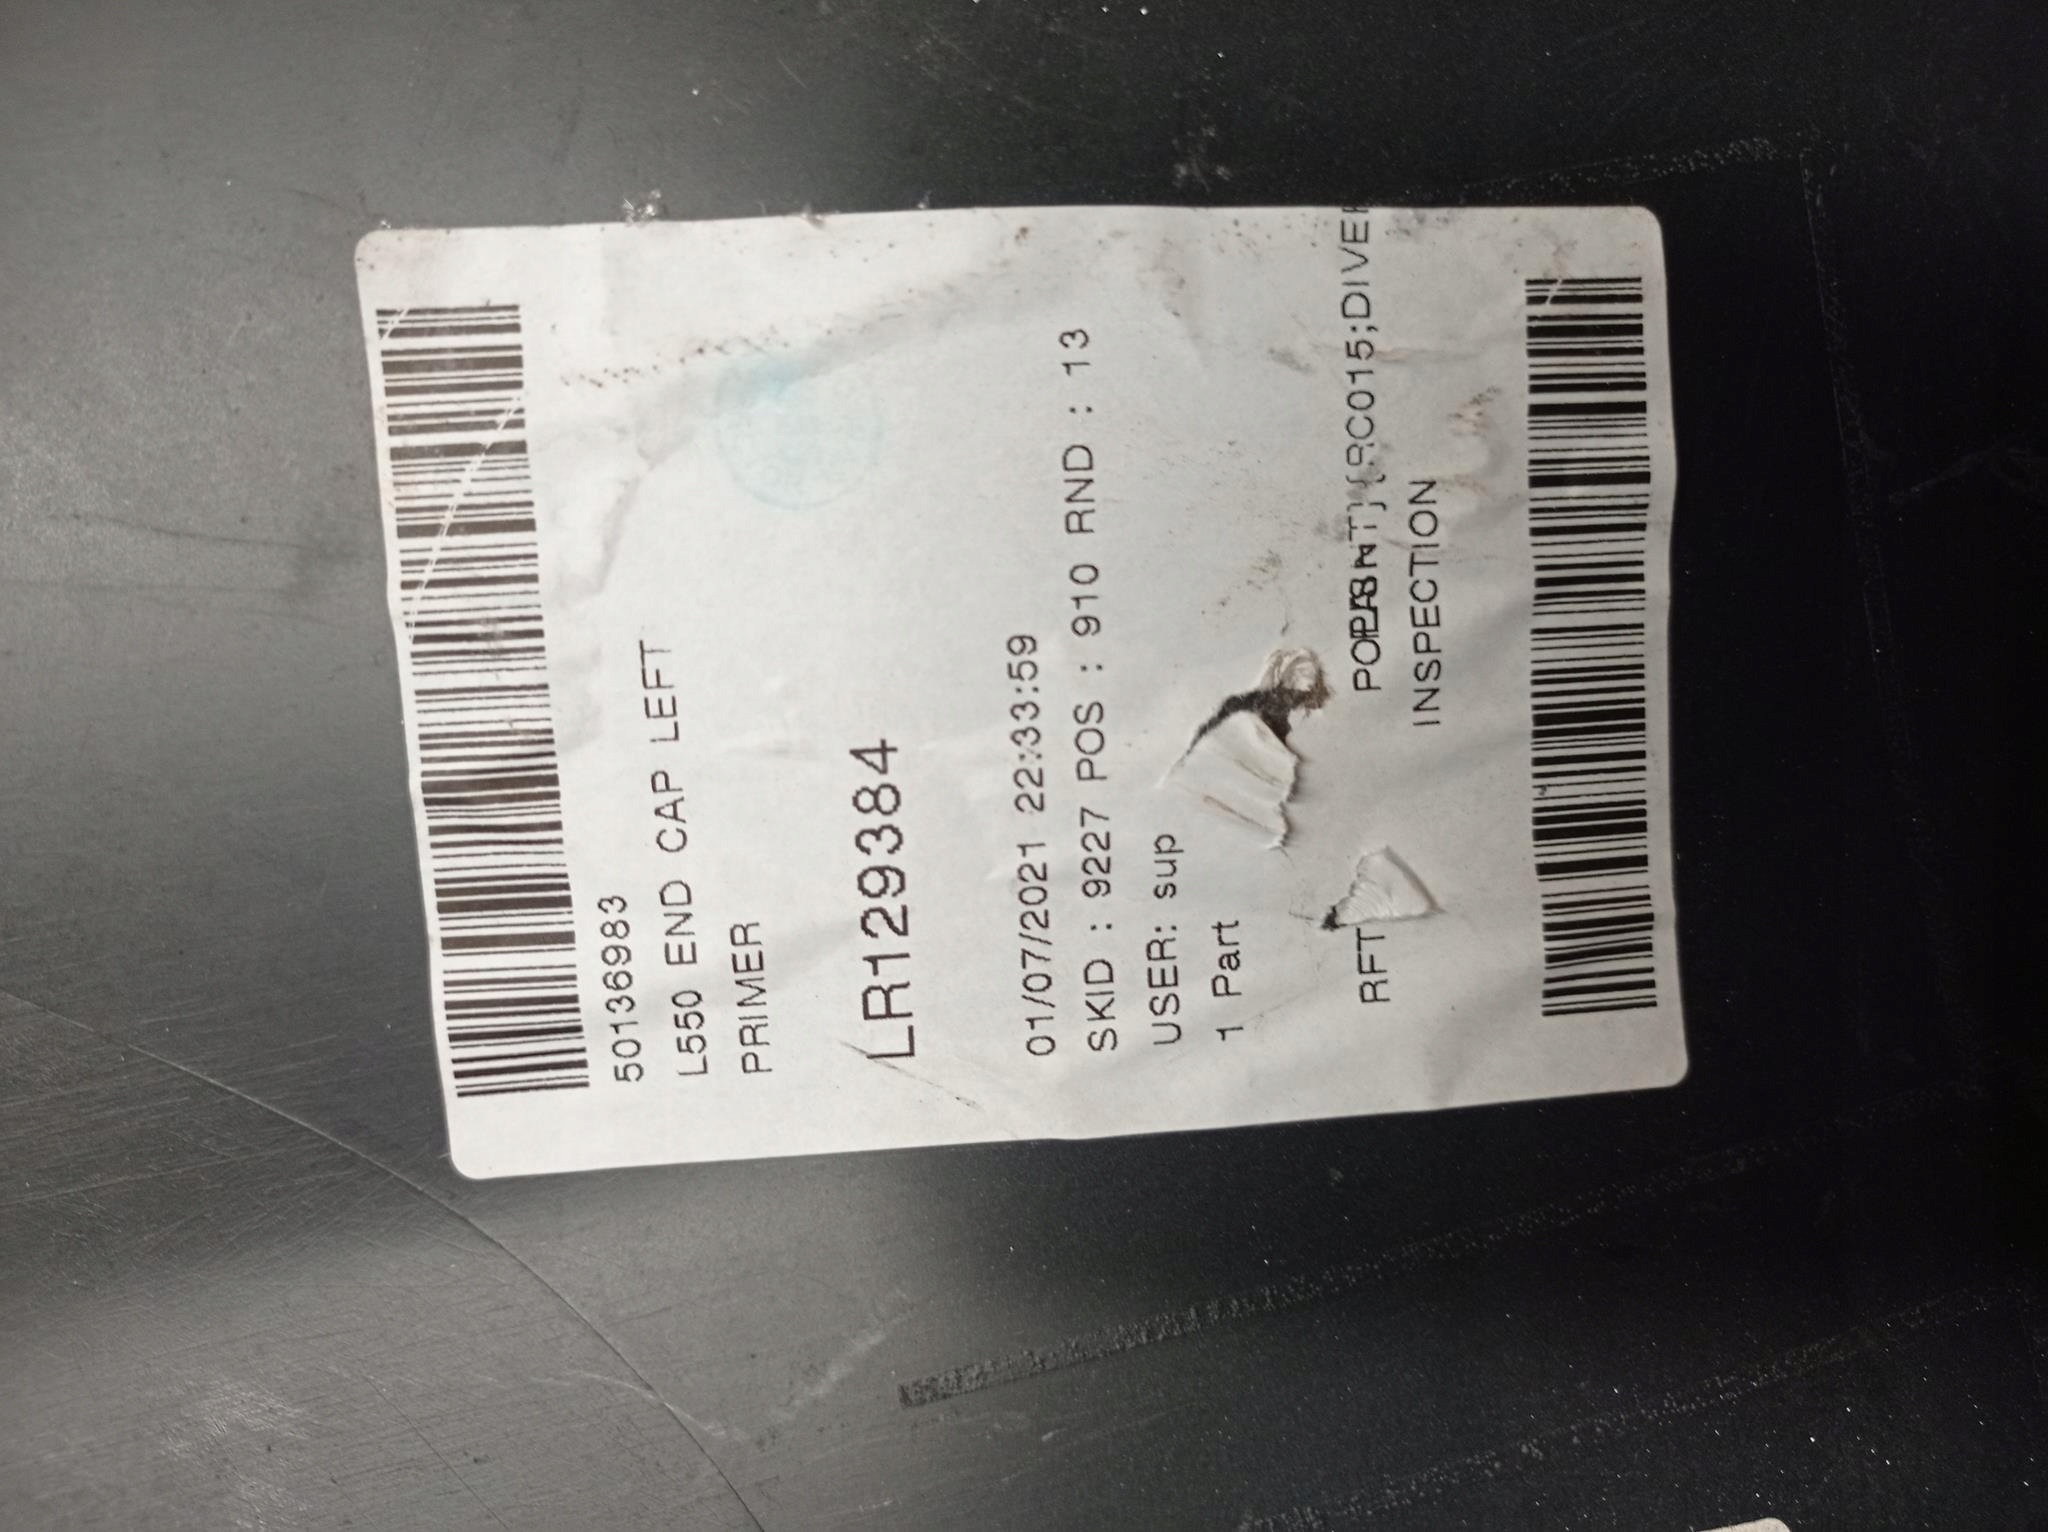 50136983
L550 END CAP LEFT
PRIMER
LR129384
01/07/2021 22:33:59
SKID : 9227 POS : 910 RND : 13
USER: sup
1 Part
RFT
INSPECTION